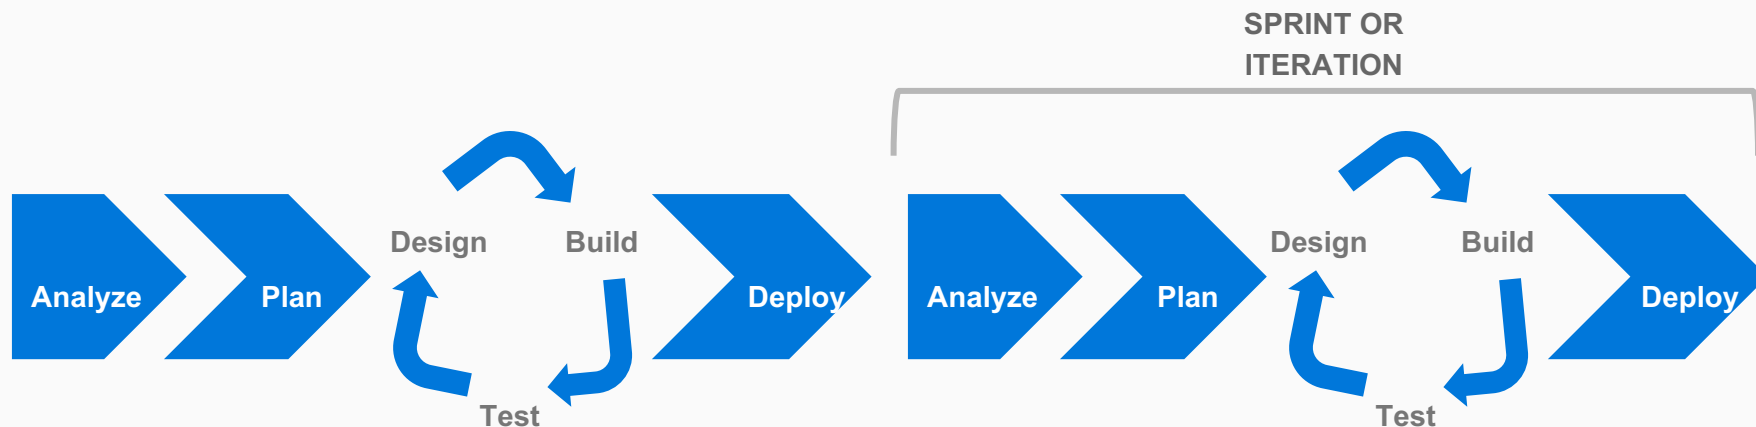 SPRINT OR
ITERATION
Analyze
Plan
Design
Build
Test
Deploy
Analyze
Plan
Design
Build
Test
Deploy